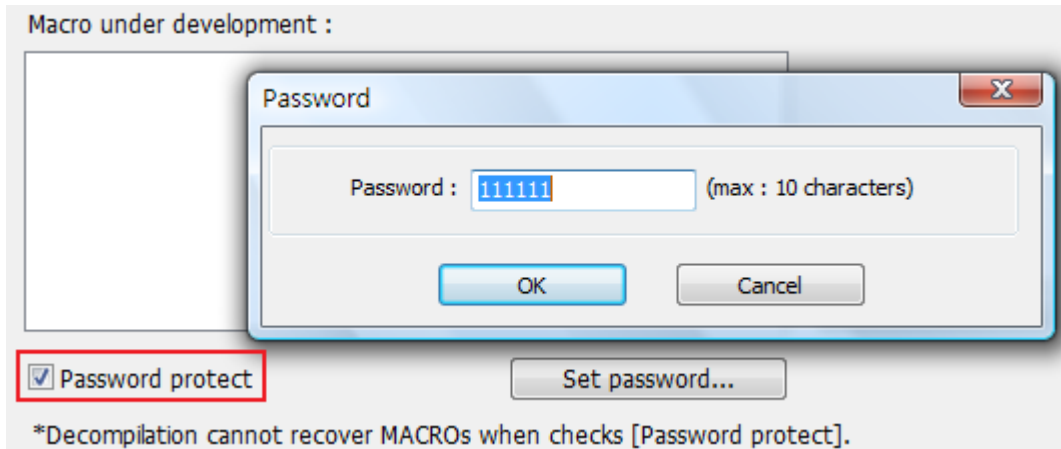 Macro under development :
Password
Password : 111111 (max : 10 characters)
OK Cancel
Password protect Set password...
*Decompilation cannot recover MACROs when checks [Password protect].